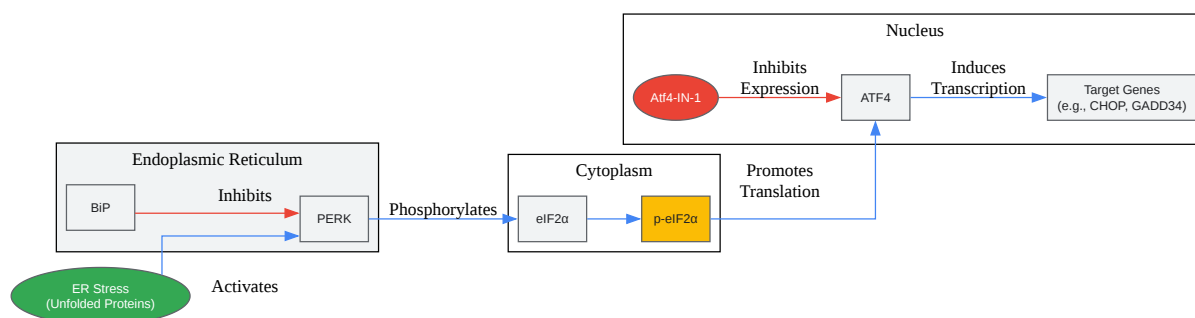 Nucleus
Inhibits
Expression
Induces
Transcription
Atf4-IN-1
ATF4
Target Genes
(e.g., CHOP, GADD34)
Endoplasmic Reticulum
BiP
Inhibits
PERK
Phosphorylates
Cytoplasm
eIF2α
p-eIF2α
Promotes
Translation
ER Stress
(Unfolded Proteins)
Activates